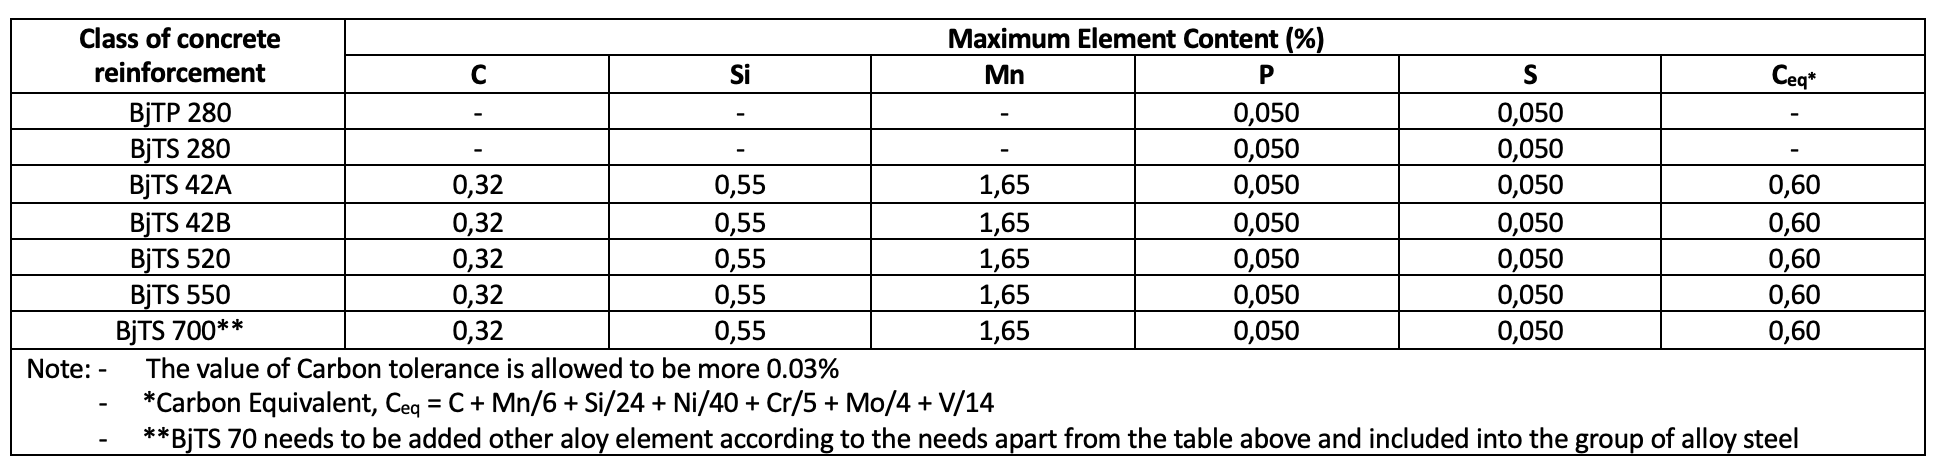 Class of concrete reinforcement Maximum Element Content (%)
C Si Mn P S Ceq*
BjTP 280 - - - 0,050 0,050 -
BjTS 280 - - - 0,050 0,050 -
BjTS 42A 0,32 0,55 1,65 0,050 0,050 0,60
BjTS 42B 0,32 0,55 1,65 0,050 0,050 0,60
BjTS 520 0,32 0,55 1,65 0,050 0,050 0,60
BjTS 550 0,32 0,55 1,65 0,050 0,050 0,60
BjTS 700** 0,32 0,55 1,65 0,050 0,050 0,60
Note: - The value of Carbon tolerance is allowed to be more 0.03%
- *Carbon Equivalent, Ceq = C + Mn/6 + Si/24 + Ni/40 + Cr/5 + Mo/4 + V/14
- **BjTS 70 needs to be added other aloy element according to the needs apart from the table above and included into the group of alloy steel